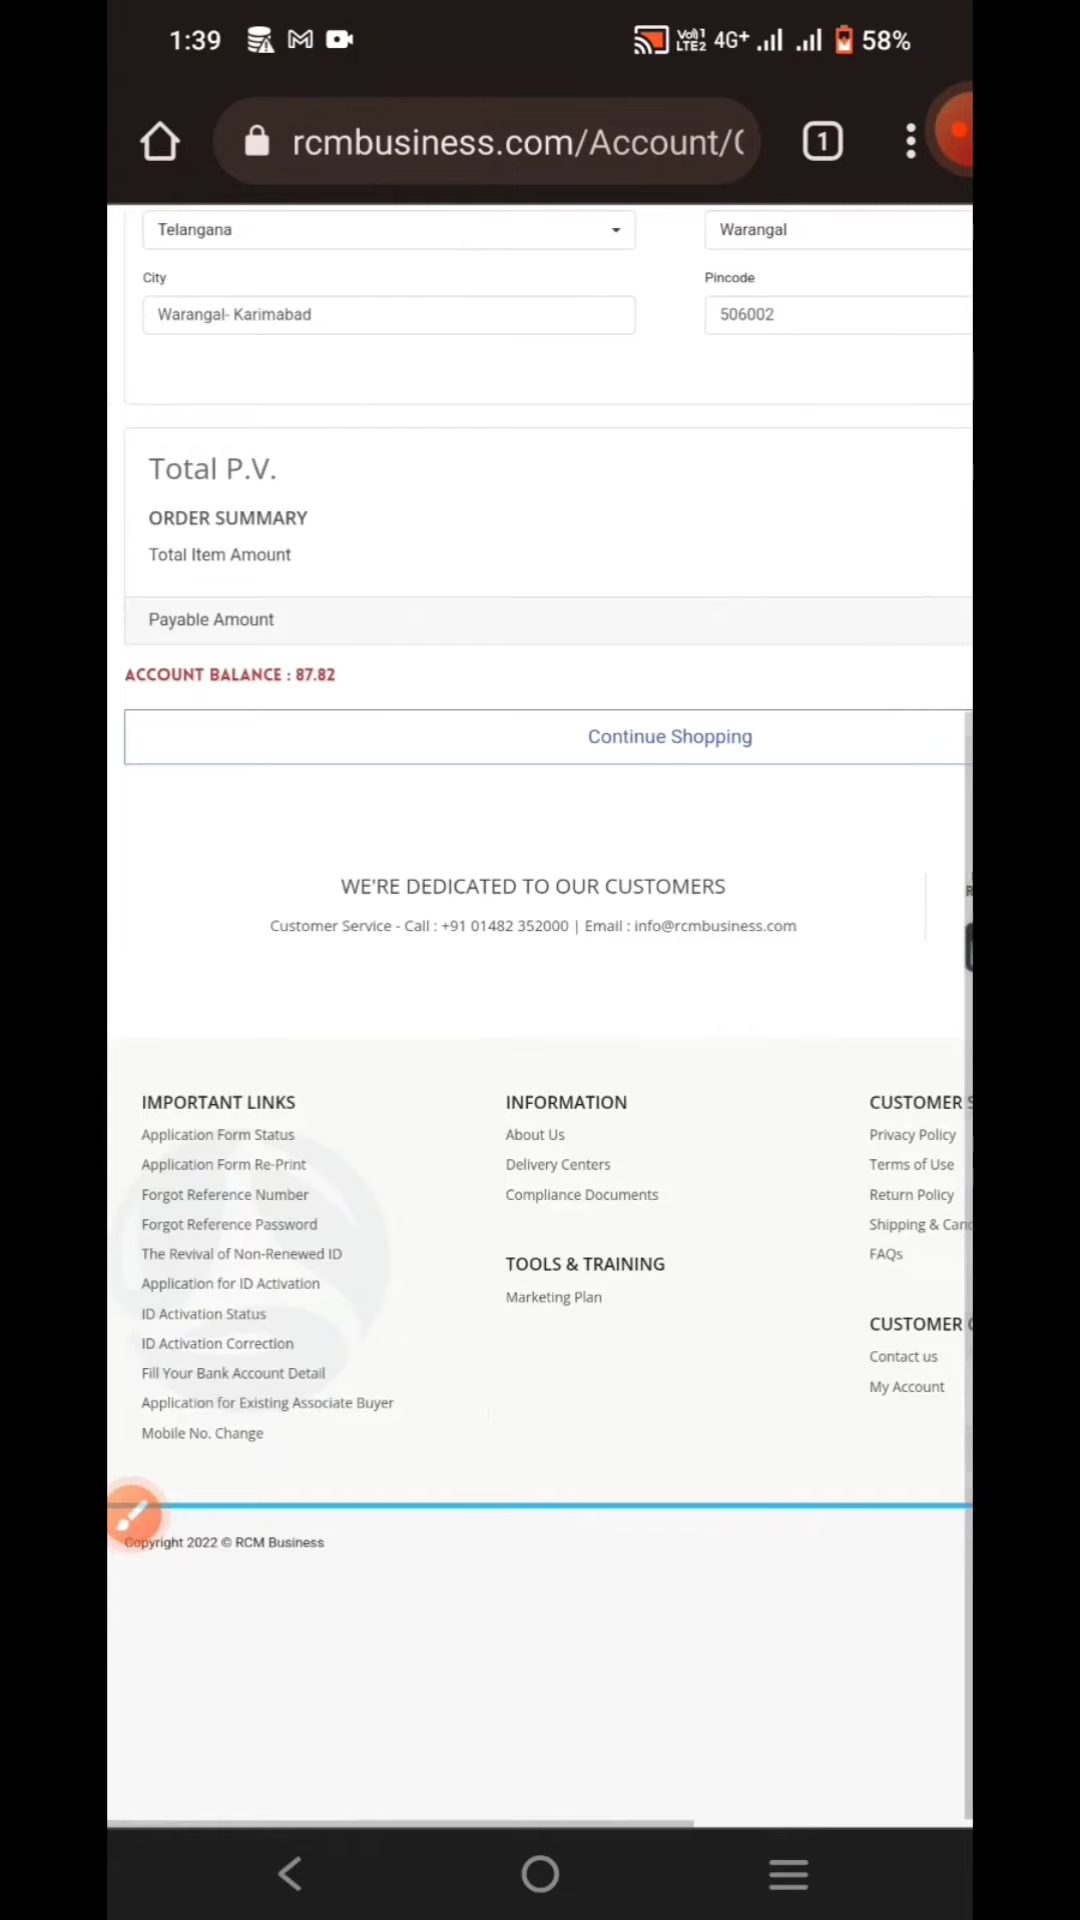 1:39
Vo)) 1
LTE2
4G+
58%
rcmbusiness.com/Account/
1
Telangana
Warangal
City
Pincode
Warangal- Karimabad
506002
Total P.V.
ORDER SUMMARY
Total Item Amount
Payable Amount
ACCOUNT BALANCE : 87.82
Continue Shopping
WE'RE DEDICATED TO OUR CUSTOMERS
Customer Service - Call : +91 01482 352000 | Email : info@rcmbusiness.com
IMPORTANT LINKS
Application Form Status
Application Form Re-Print
Forgot Reference Number
Forgot Reference Password
The Revival of Non-Renewed ID
Application for ID Activation
ID Activation Status
ID Activation Correction
Fill Your Bank Account Detail
Application for Existing Associate Buyer
Mobile No. Change
INFORMATION
About Us
Delivery Centers
Compliance Documents
TOOLS & TRAINING
Marketing Plan
CUSTOMER
Privacy Policy
Terms of Use
Return Policy
Shipping & Canc
FAQs
CUSTOMER
Contact us
My Account
Copyright 2022 © RCM Business